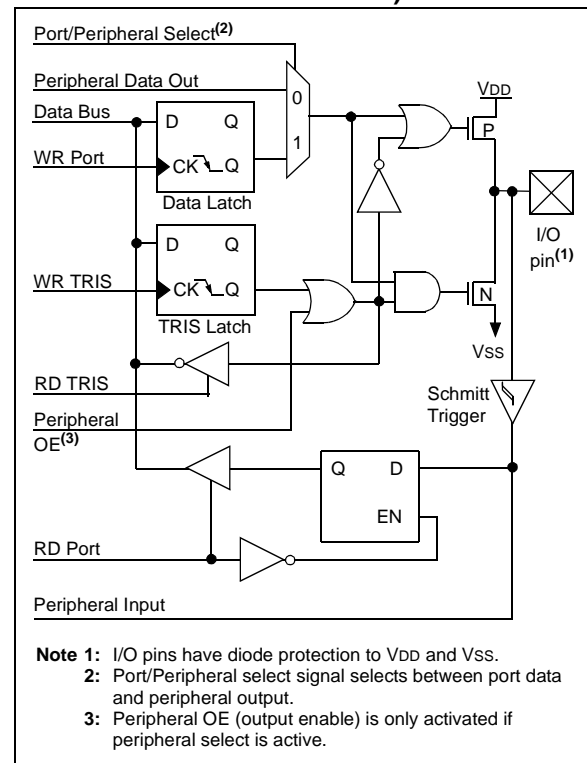 )
Port/Peripheral Select(2)
Peripheral Data Out
Data Bus
WR Port
D Q
CK Q
Data Latch
0
1
VDD
P
I/O
pin(1)
WR TRIS
D Q
CK Q
TRIS Latch
N
VSS
RD TRIS
Schmitt
Trigger
Peripheral
OE(3)
Q D
EN
RD Port
Peripheral Input
Note 1: I/O pins have diode protection to VDD and VSS.
2: Port/Peripheral select signal selects between port data
and peripheral output.
3: Peripheral OE (output enable) is only activated if
peripheral select is active.